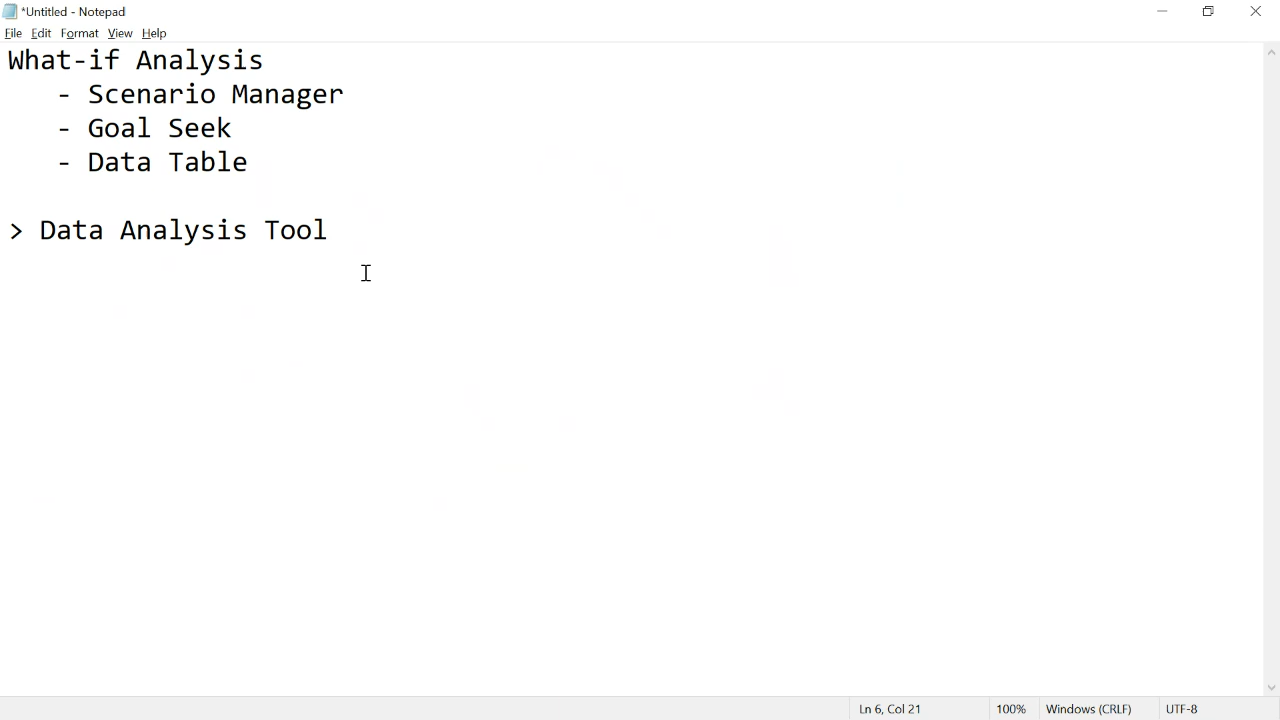 *Untitled - Notepad
File Edit Format View Help
What-if Analysis
- Scenario Manager
- Goal Seek
- Data Table
> Data Analysis Tool
Ln 6, Col 21 100% Windows (CRLF) UTF-8